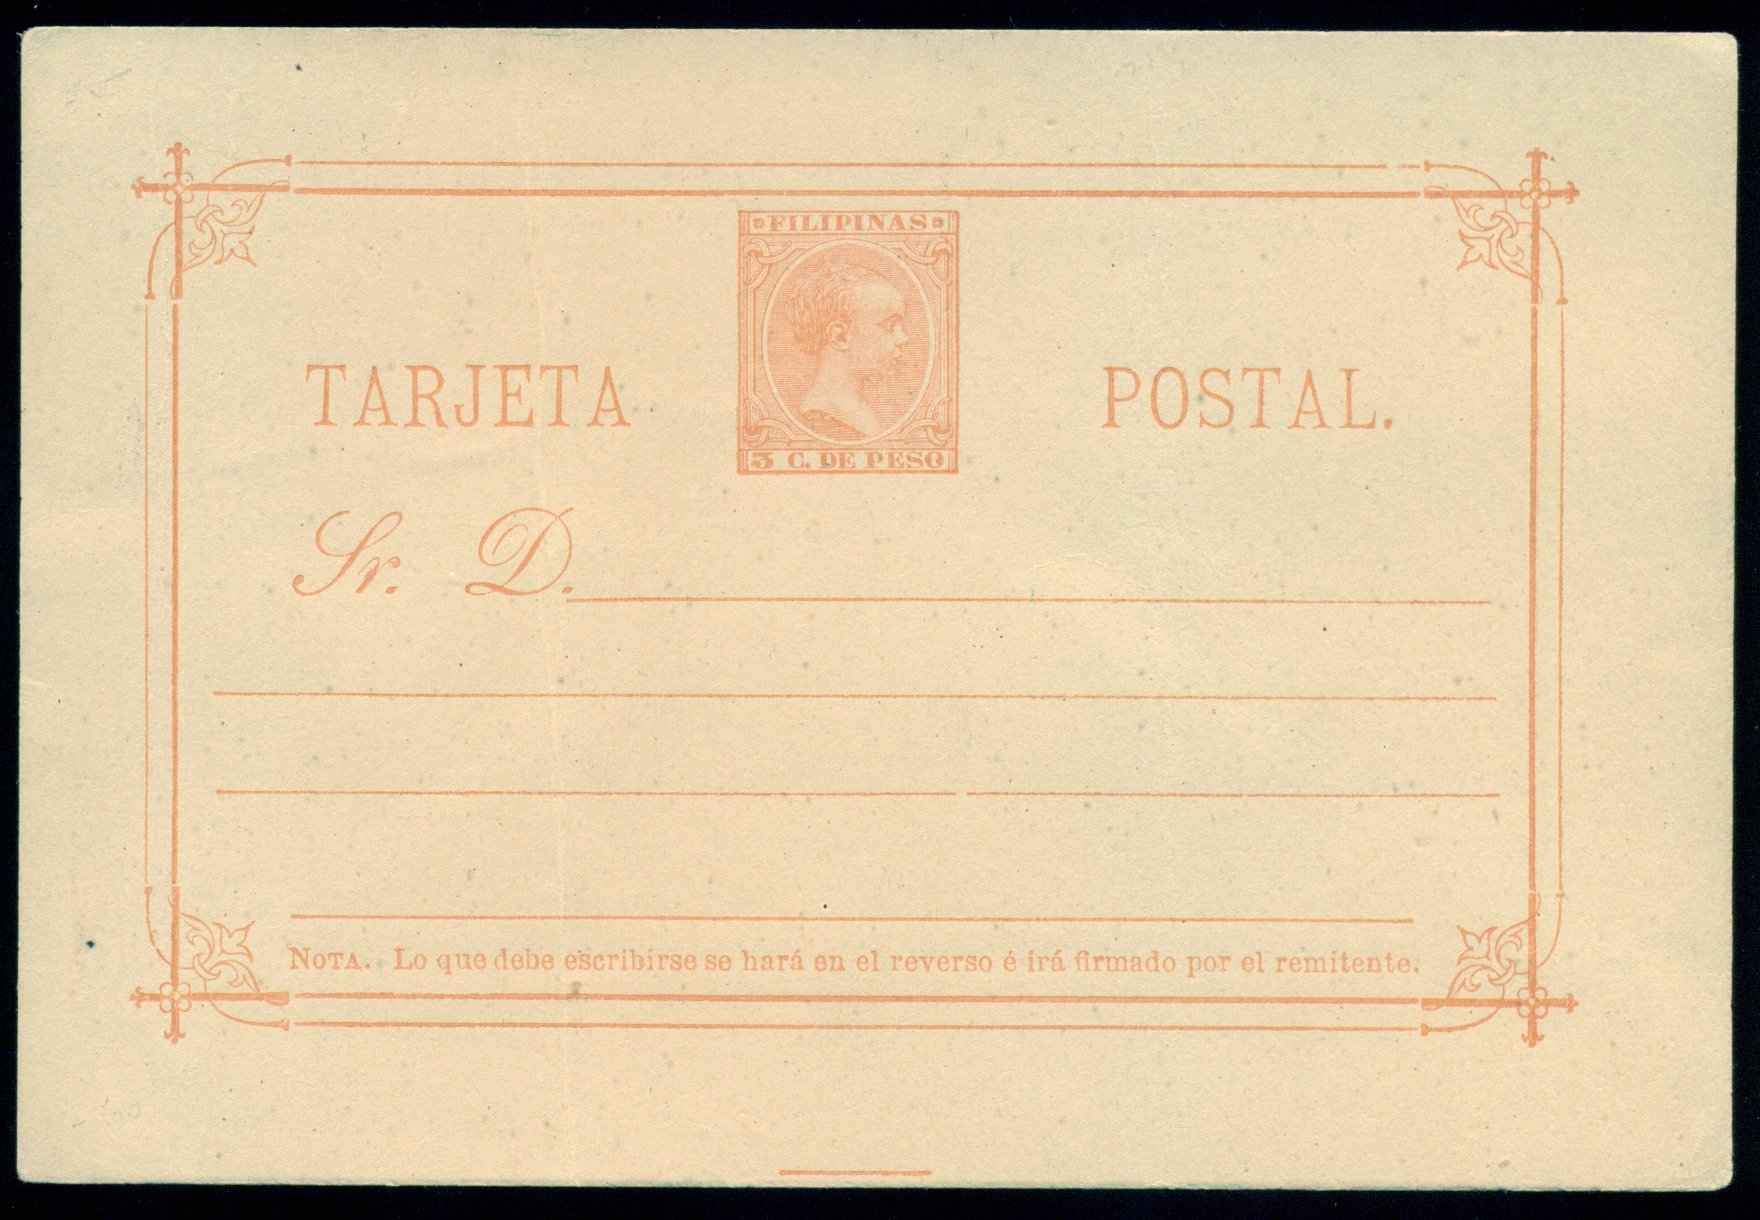 FILIPINAS
TARJETA POSTAL.
3 C. DE PESO
Sr. D.
NOTA. Lo que debe escribirse se hará en el reverso é irá firmado por el remitente.